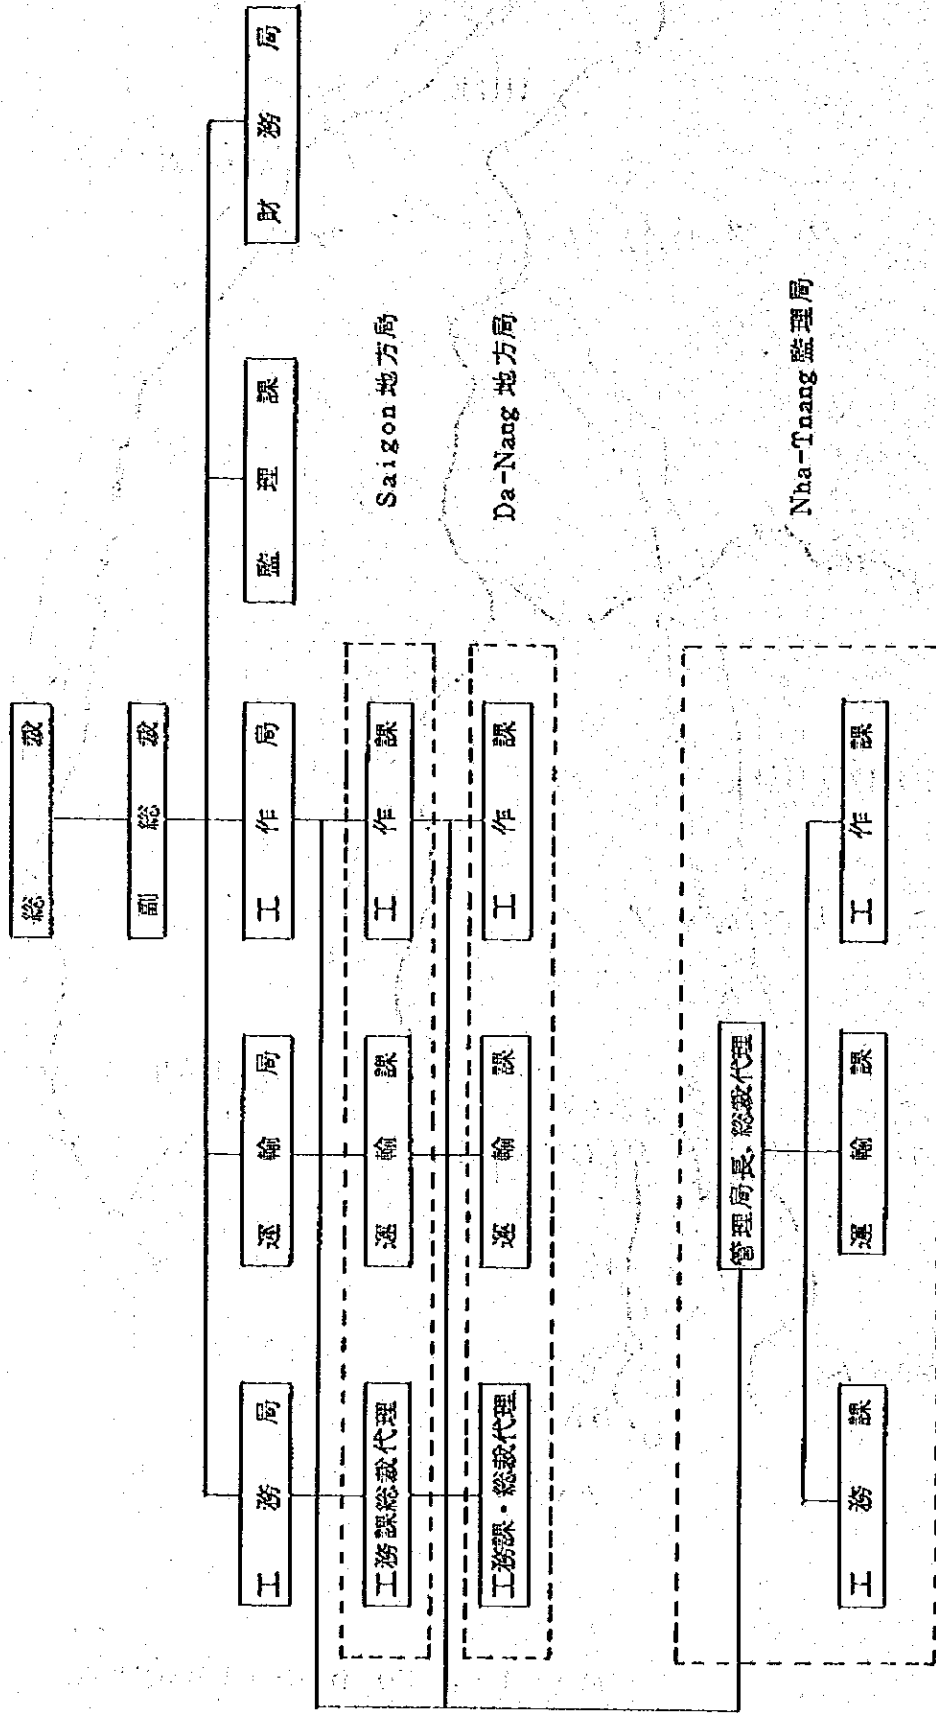 総裁
副総裁
工務局
運輸局
工作局
監理課
財務局
工務課総裁代理
運輸課
工作課
Saigon 地方局
工務課・総裁代理
運輸課
工作課
Da-Nang 地方局
管理局長、総裁代理
Nha-Tnang 監理局
工務課
運輸課
工作課